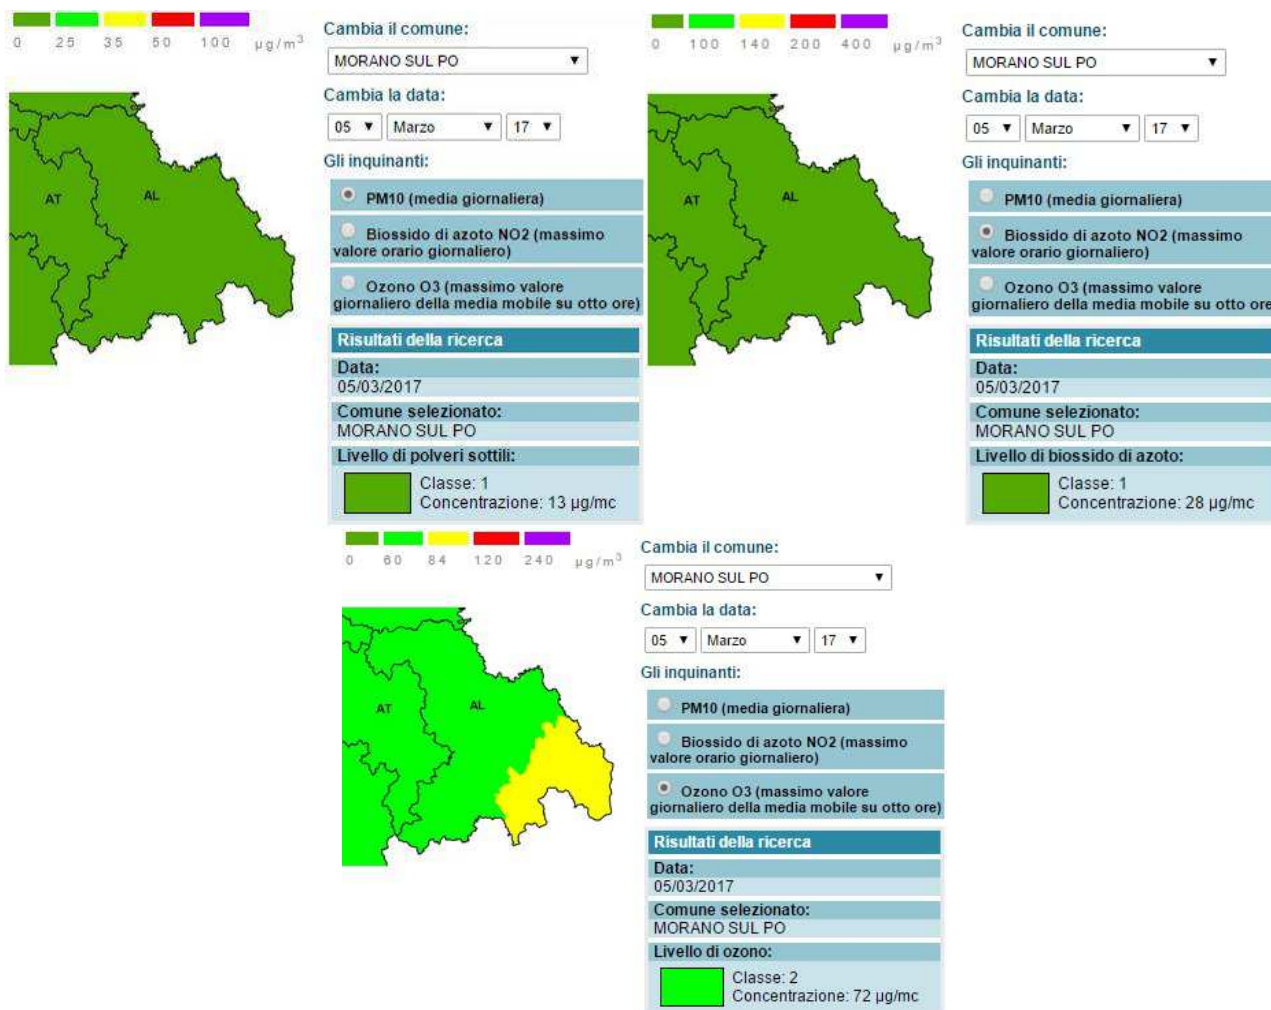 0 25 35 50 100 µg/m³
Cambia il comune:
MORANO SUL PO
Cambia la data:
05 Marzo 17
Gli inquinanti:
PM10 (media giornaliera)
Biossido di azoto NO2 (massimo
valore orario giornaliero)
Ozono O3 (massimo valore
giornaliero della media mobile su otto ore)
Risultati della ricerca
Data:
05/03/2017
Comune selezionato:
MORANO SUL PO
Livello di polveri sottili:
Classe: 1
Concentrazione: 13 µg/mc
AT
AL
0 100 140 200 400 µg/m³
Cambia il comune:
MORANO SUL PO
Cambia la data:
05 Marzo 17
Gli inquinanti:
PM10 (media giornaliera)
Biossido di azoto NO2 (massimo
valore orario giornaliero)
Ozono O3 (massimo valore
giornaliero della media mobile su otto ore
Risultati della ricerca
Data:
05/03/2017
Comune selezionato:
MORANO SUL PO
Livello di biossido di azoto:
Classe: 1
Concentrazione: 28 µg/mc
AT
AL
0 60 84 120 240 µg/m³
Cambia il comune:
MORANO SUL PO
Cambia la data:
05 Marzo 17
Gli inquinanti:
PM10 (media giornaliera)
Biossido di azoto NO2 (massimo
valore orario giornaliero)
Ozono O3 (massimo valore
giornaliero della media mobile su otto ore)
Risultati della ricerca
Data:
05/03/2017
Comune selezionato:
MORANO SUL PO
Livello di ozono:
Classe: 2
Concentrazione: 72 µg/mc
AT
AL